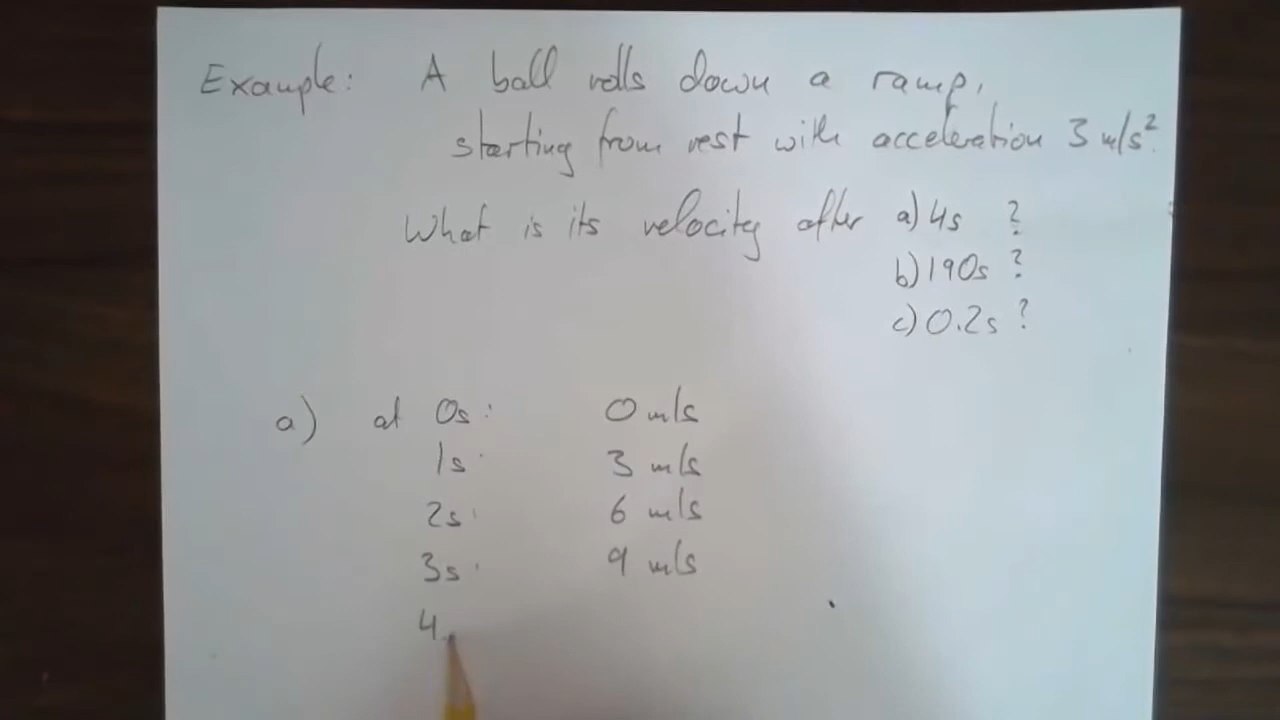 Example: A ball rolls down a ramp,
starting from rest with acceleration 3 m/s².
What is its velocity after a) 4s ?
b) 190s ?
c) 0.2s ?
a) at 0s: 0 m/s
1s: 3 m/s
2s: 6 m/s
3s: 9 m/s
4